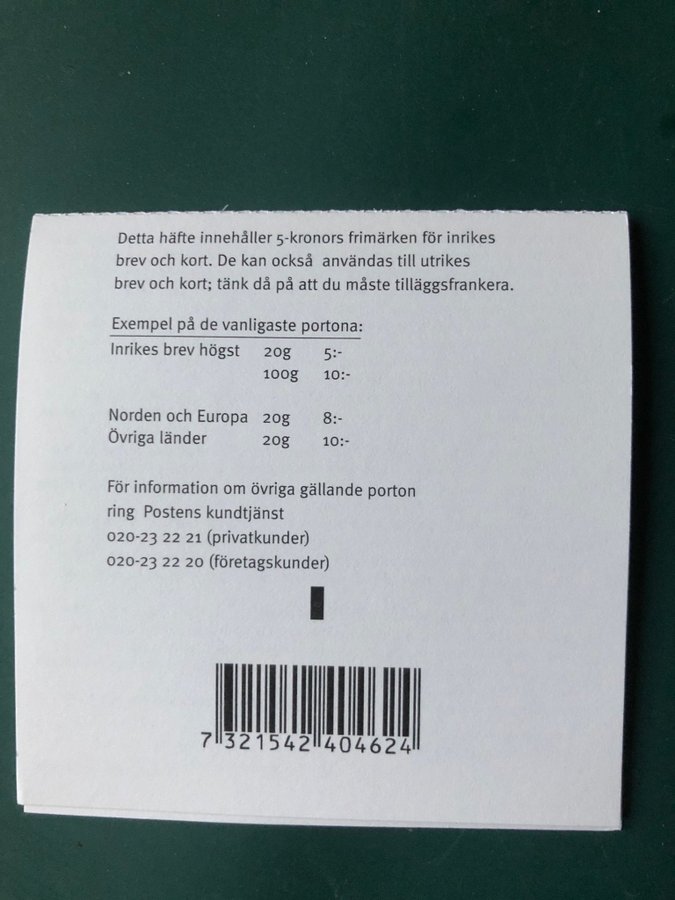 Detta häfte innehåller 5-kronors frimärken för inrikes
brev och kort. De kan också användas till utrikes
brev och kort; tänk då på att du måste tilläggsfrankera.
Exempel på de vanligaste portona:
Inrikes brev högst 20g 5:-
100g 10:-
Norden och Europa 20g 8:-
Övriga länder 20g 10:-
För information om övriga gällande porton
ring Postens kundtjänst
020-23 22 21 (privatkunder)
020-23 22 20 (företagskunder)
7 321542 404624